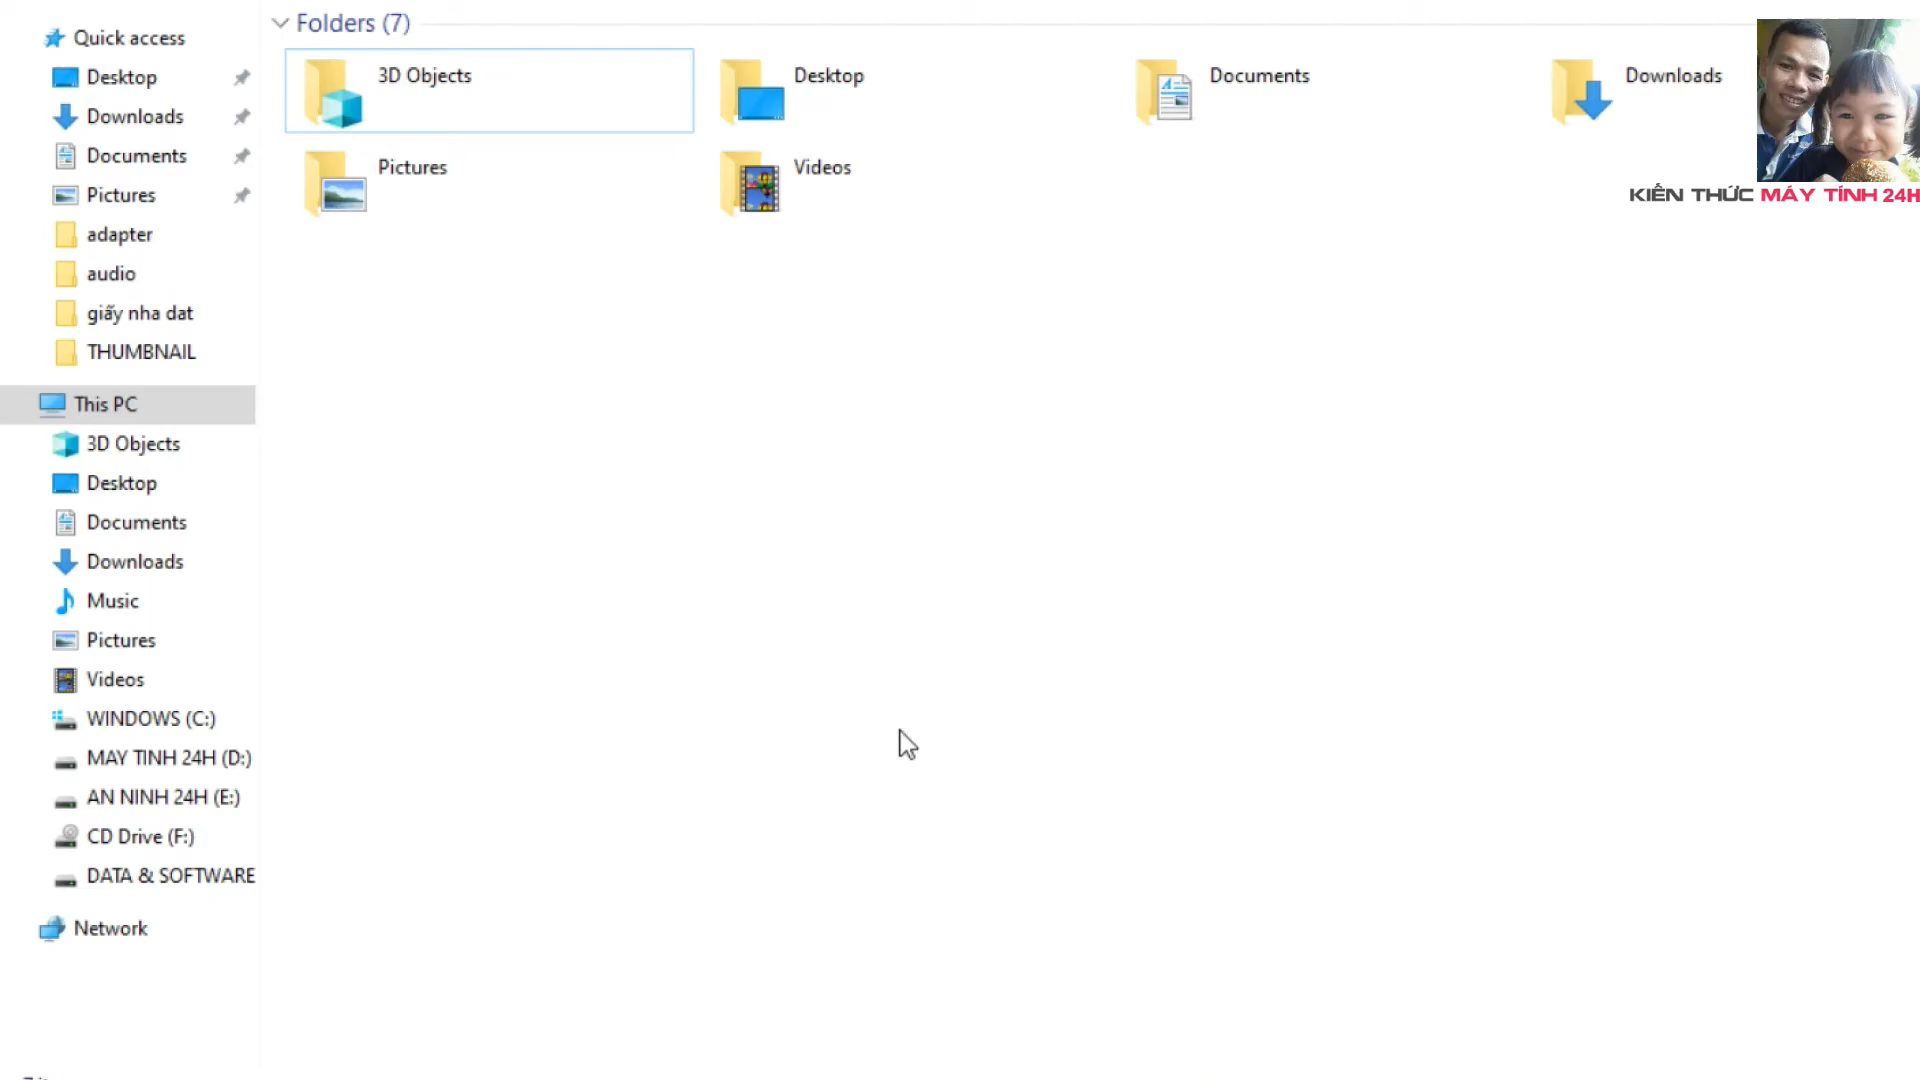 Quick access
Desktop
Downloads
Documents
Pictures
adapter
audio
giấy nha dat
THUMBNAIL
This PC
3D Objects
Desktop
Documents
Downloads
Music
Pictures
Videos
WINDOWS (C:)
MAY TINH 24H (D:)
AN NINH 24H (E:)
CD Drive (F:)
DATA & SOFTWARE
Network
Folders (7)
3D Objects
Desktop
Documents
Downloads
Pictures
Videos
KIẾN THỨC MÁY TÍNH 24H